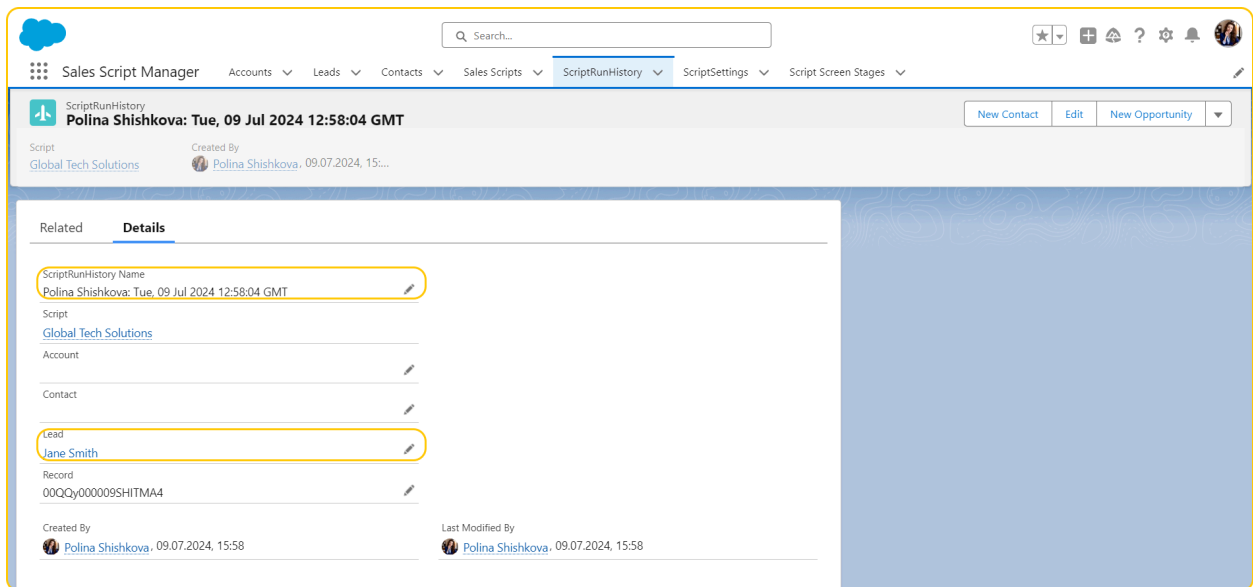 Search...
Sales Script Manager Accounts Leads Contacts Sales Scripts ScriptRunHistory ScriptSettings Script Screen Stages
ScriptRunHistory
Polina Shishkova: Tue, 09 Jul 2024 12:58:04 GMT
New Contact Edit New Opportunity
Script Created By
Global Tech Solutions Polina Shishkova, 09.07.2024, 15:...
Related Details
ScriptRunHistory Name
Polina Shishkova: Tue, 09 Jul 2024 12:58:04 GMT
Script
Global Tech Solutions
Account
Contact
Lead
Jane Smith
Record
00QQy000009SHITMA4
Created By Last Modified By
Polina Shishkova, 09.07.2024, 15:58 Polina Shishkova, 09.07.2024, 15:58